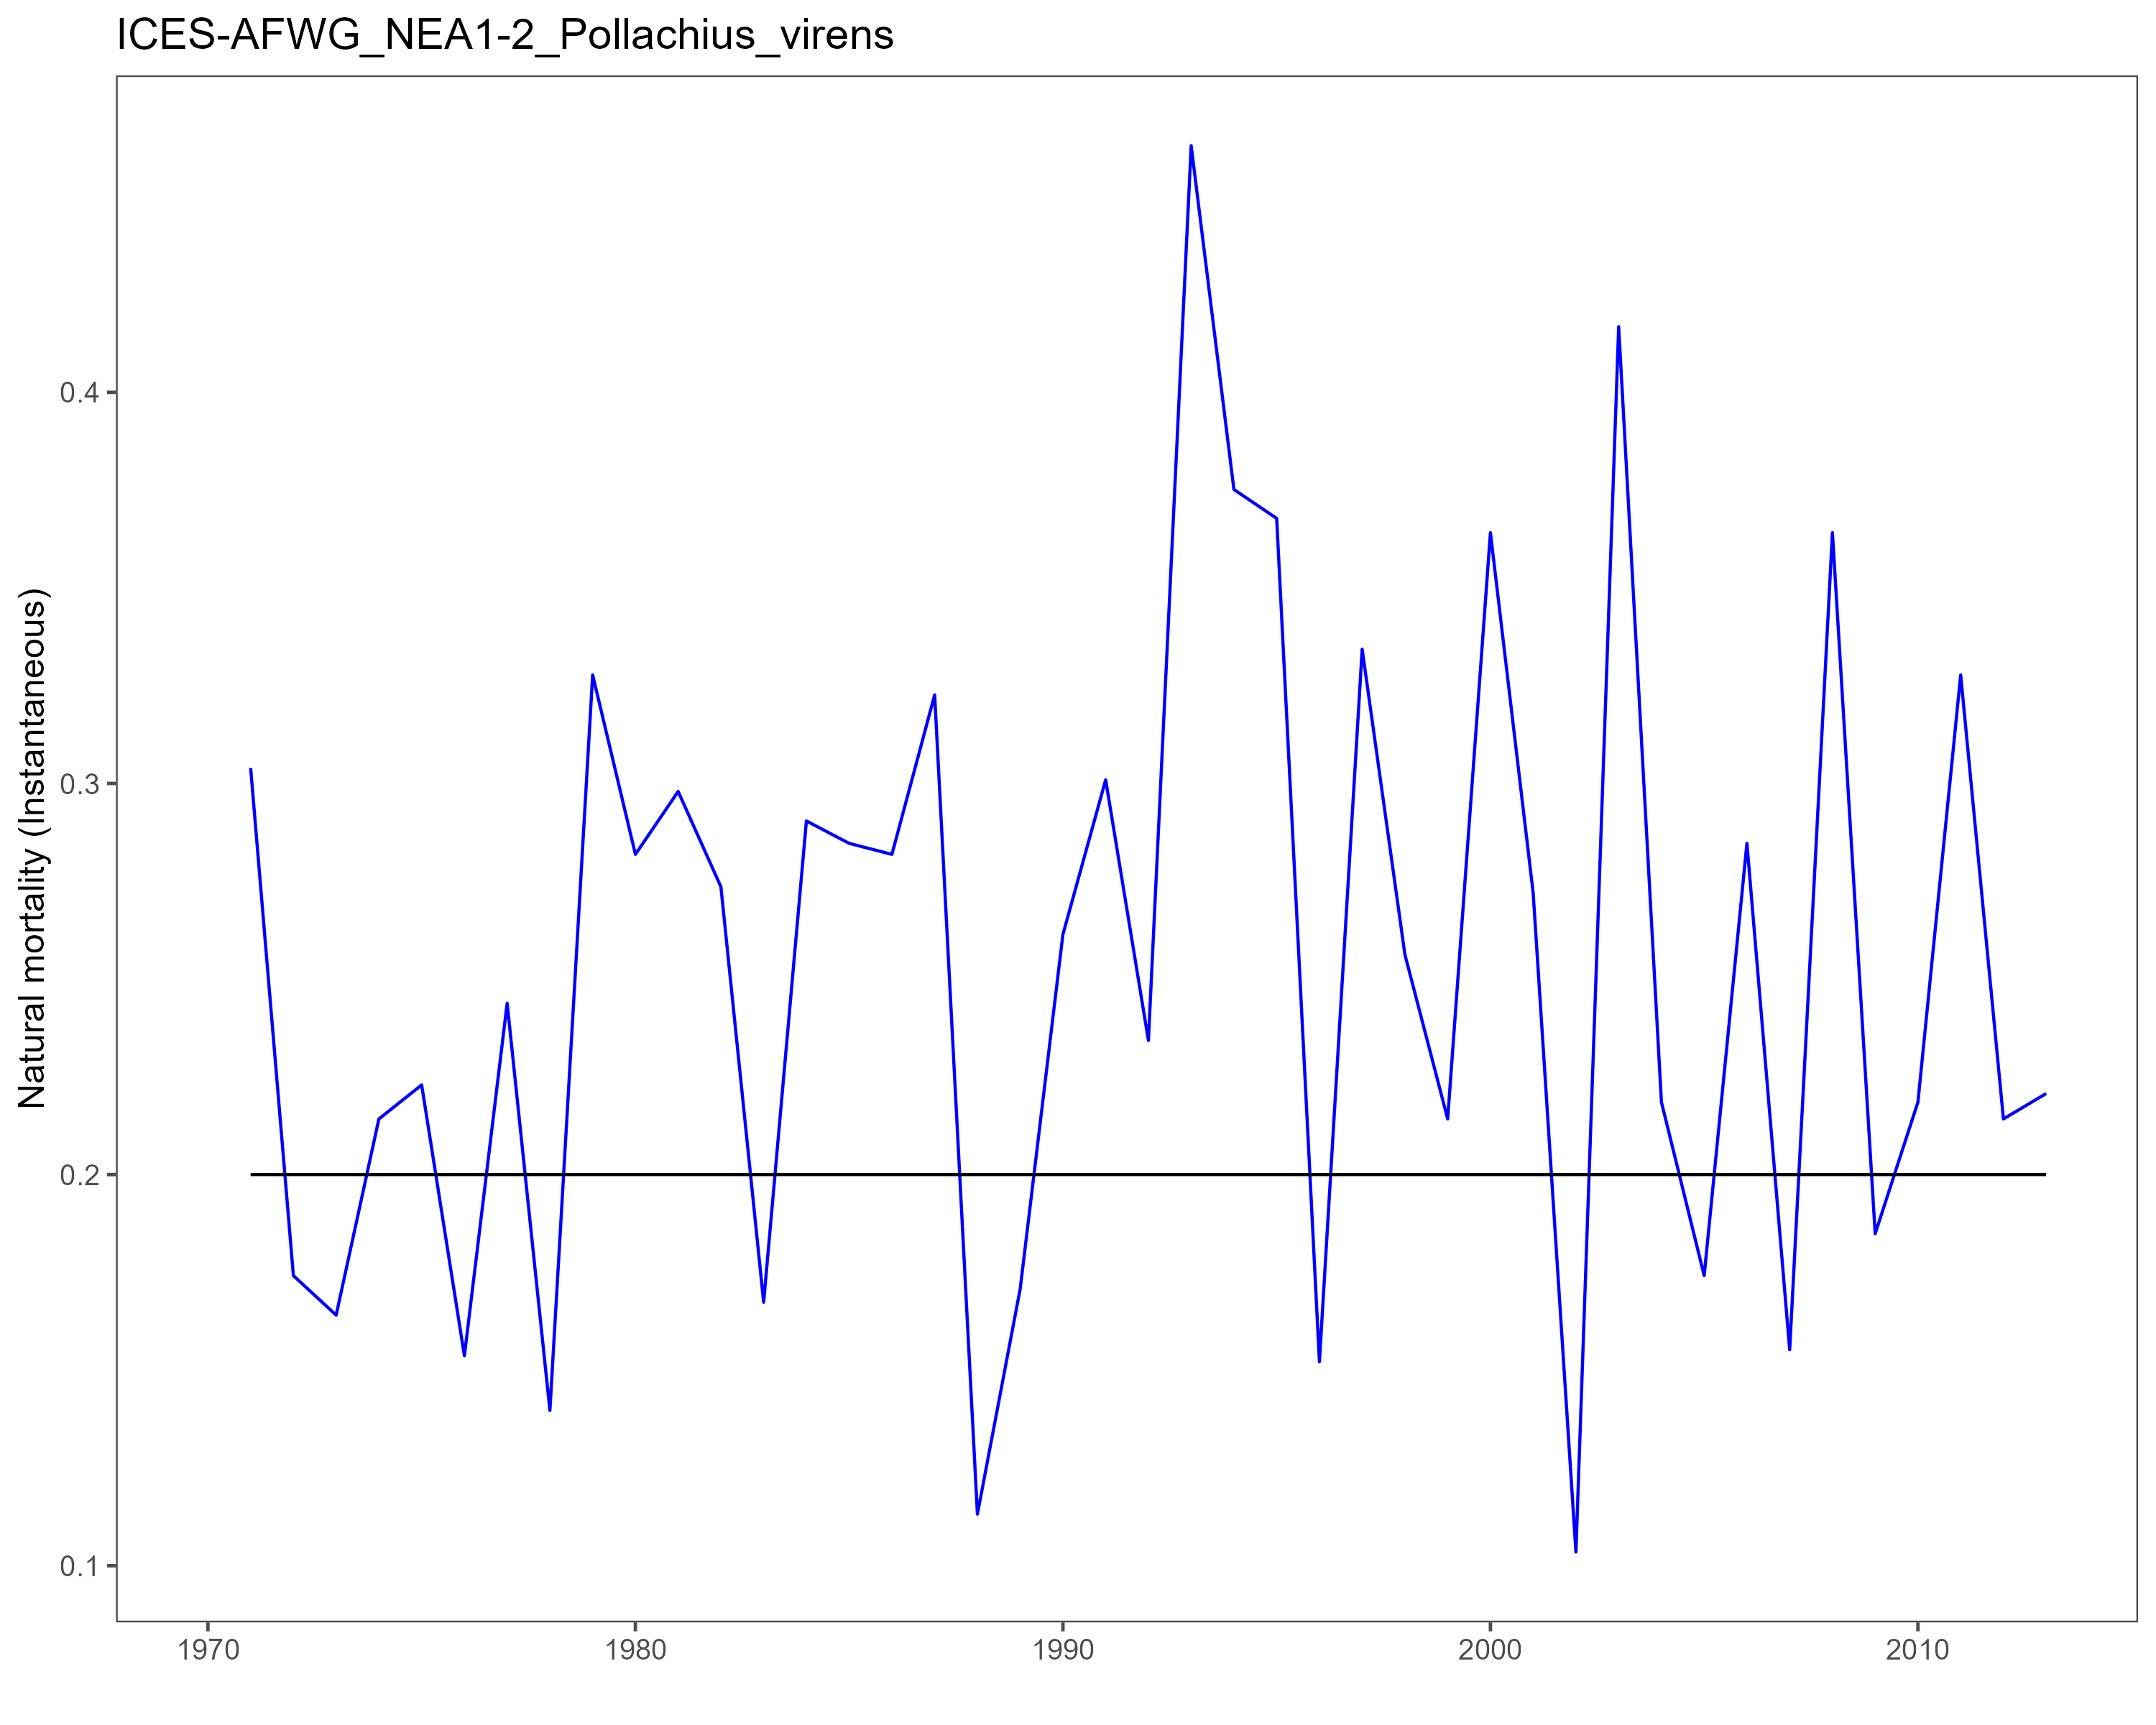 ICES-AFWG_NEA1-2_Pollachius_virens
Natural mortality (Instantaneous)
0.4
0.3
0.2
0.1
1970 1980 1990 2000 2010